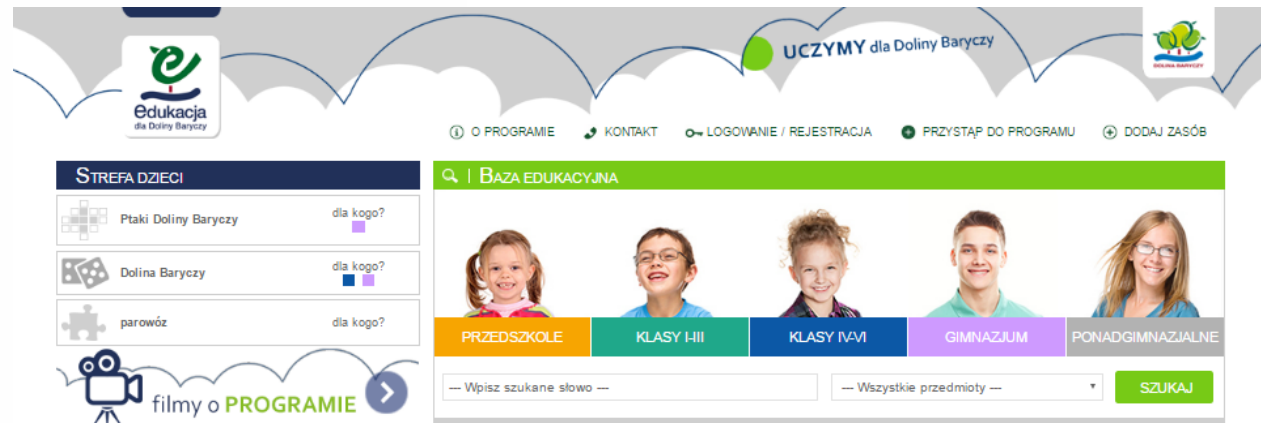 UCZYMY dla Doliny Baryczy
DOLINA BARYCZY
edukacja
dla Doliny Baryczy
O PROGRAMIE KONTAKT LOGOWANIE / REJESTRACJA PRZYSTĄP DO PROGRAMU DODAJ ZASÓB
STREFA DZIECI
Ptaki Doliny Baryczy dla kogo?
Dolina Baryczy dla kogo?
parowóz dla kogo?
filmy o PROGRAMIE
BAZA EDUKACYJNA
PRZEDSZKOLE KLASY I-III KLASY IV-VI GIMNAZJUM PONADGIMNAZJALNE
--- Wpisz szukane słowo --- --- Wszystkie przedmioty --- SZUKAJ